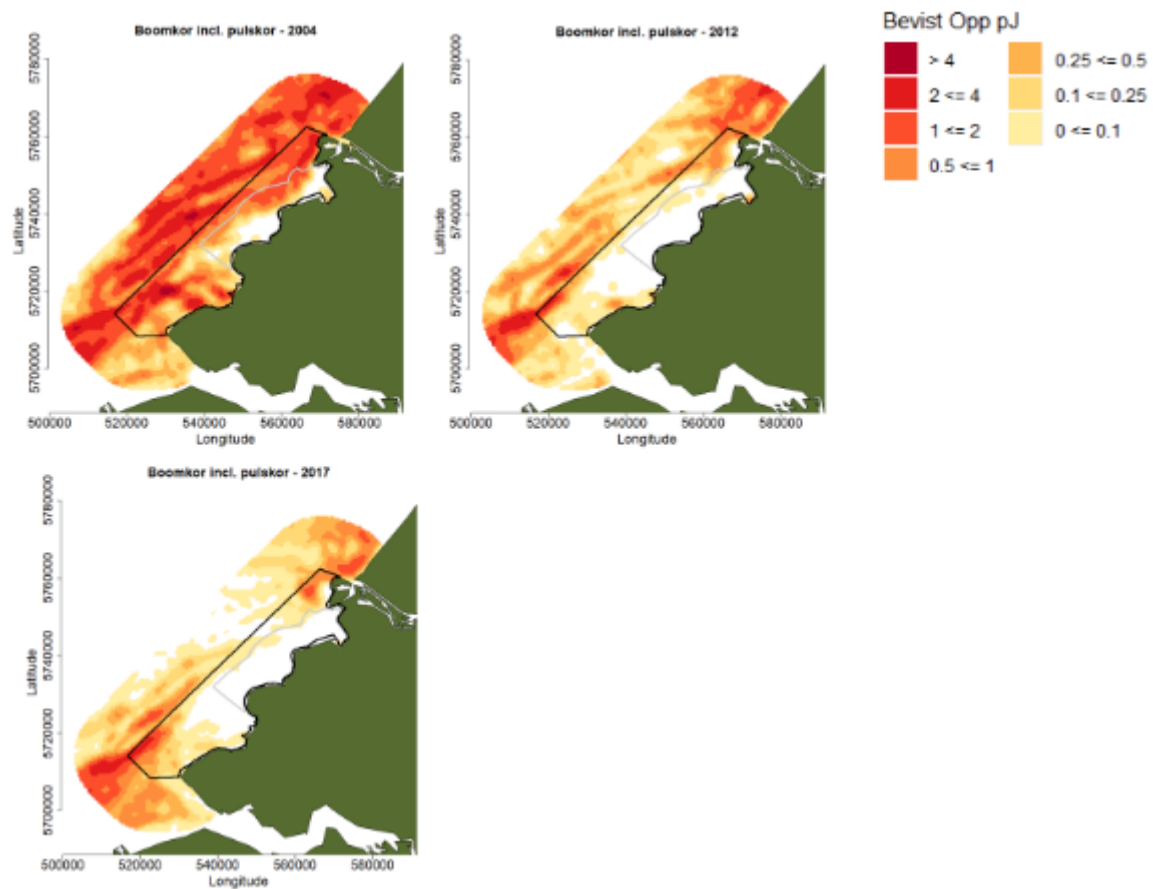 Boomkor incl. pulskor - 2004
Latitude
5780000
5760000
5740000
5720000
5700000
500000 520000 540000 560000 580000
Longitude
Boomkor incl. pulskor - 2012
Latitude
5780000
5760000
5740000
5720000
5700000
500000 520000 540000 560000 580000
Longitude
Bevist Opp pJ
> 4
2 <= 4
1 <= 2
0.5 <= 1
0.25 <= 0.5
0.1 <= 0.25
0 <= 0.1
Boomkor incl. pulskor - 2017
Latitude
5780000
5760000
5740000
5720000
5700000
500000 520000 540000 560000 580000
Longitude